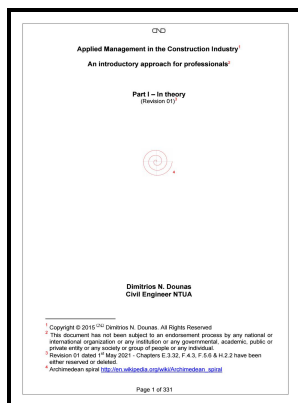 Applied Management in the Construction Industry1
An introductory approach for professionals2
Part I – In theory
(Revision 01)3
4
Dimitrios N. Dounas
Civil Engineer NTUA
1 Copyright © 2015 Dimitrios N. Dounas. All Rights Reserved
2 This document has not been subject to an endorsement process by any national or
international organization or any institution or any governmental, academic, public or
private entity or any society or group of people or any individual.
3 Revision 01 dated 1st May 2021 - Chapters E.3.32, F.4.3, F.5.6 & H.2.2 have been
either reserved or deleted.
4 Archimedean spiral http://en.wikipedia.org/wiki/Archimedean_spiral
Page 1 of 331